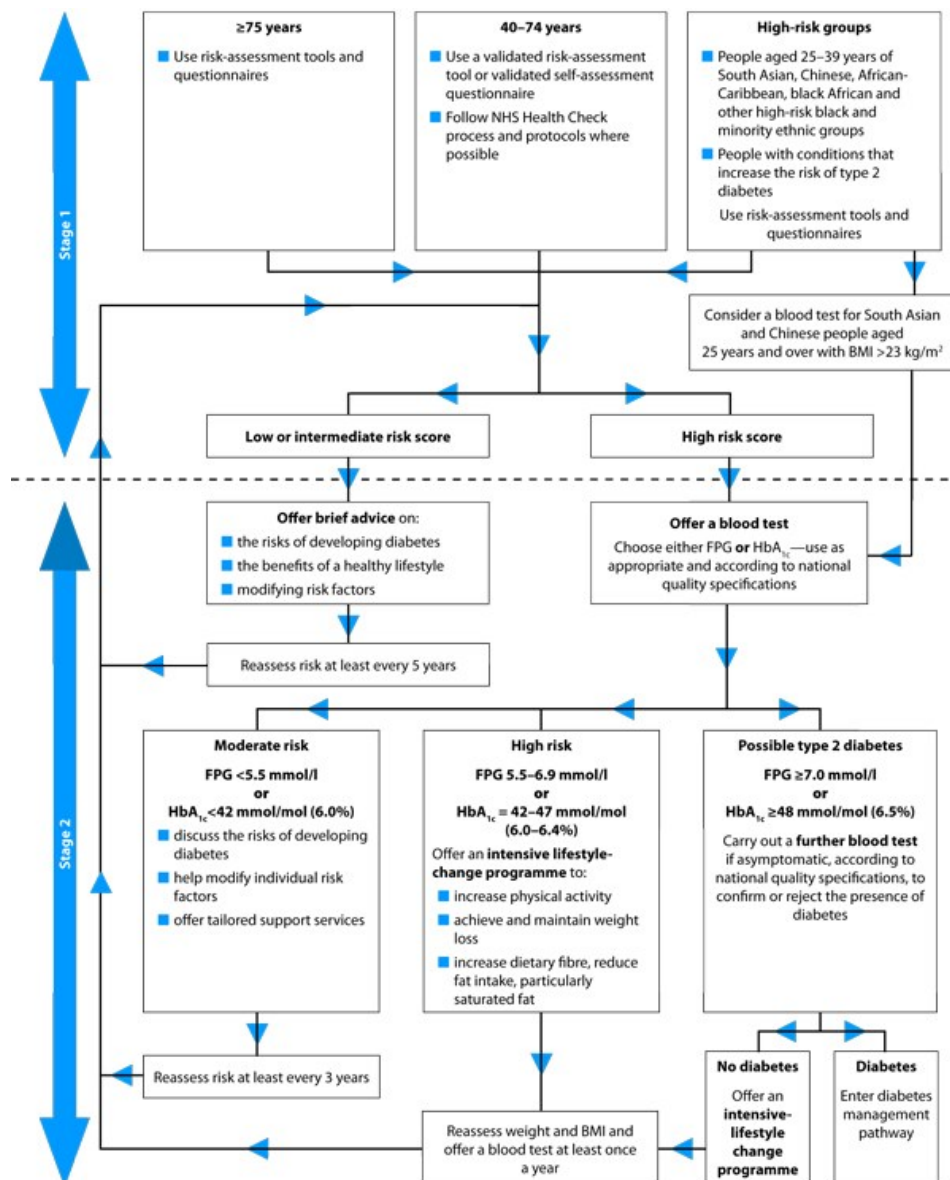 ≥75 years
Use risk-assessment tools and
questionnaires
40–74 years
Use a validated risk-assessment
tool or validated self-assessment
questionnaire
Follow NHS Health Check
process and protocols where
possible
High-risk groups
People aged 25–39 years of
South Asian, Chinese, African-
Caribbean, black African and
other high-risk black and
minority ethnic groups
People with conditions that
increase the risk of type 2
diabetes
Use risk-assessment tools and
questionnaires
Stage 1
Consider a blood test for South Asian
and Chinese people aged
25 years and over with BMI >23 kg/m²
Low or intermediate risk score
High risk score
Offer brief advice on:
the risks of developing diabetes
the benefits of a healthy lifestyle
modifying risk factors
Offer a blood test
Choose either FPG or HbA1c—use as
appropriate and according to national
quality specifications
Reassess risk at least every 5 years
Stage 2
Moderate risk
FPG <5.5 mmol/l
or
HbA1c<42 mmol/mol (6.0%)
discuss the risks of developing
diabetes
help modify individual risk
factors
offer tailored support services
High risk
FPG 5.5–6.9 mmol/l
or
HbA1c = 42–47 mmol/mol
(6.0–6.4%)
Offer an intensive lifestyle-
change programme to:
increase physical activity
achieve and maintain weight
loss
increase dietary fibre, reduce
fat intake, particularly
saturated fat
Possible type 2 diabetes
FPG ≥7.0 mmol/l
or
HbA1c ≥48 mmol/mol (6.5%)
Carry out a further blood test
if asymptomatic, according to
national quality specifications, to
confirm or reject the presence of
diabetes
Reassess risk at least every 3 years
No diabetes
Offer an
intensive-
lifestyle
change
programme
Diabetes
Enter diabetes
management
pathway
Reassess weight and BMI and
offer a blood test at least once
a year